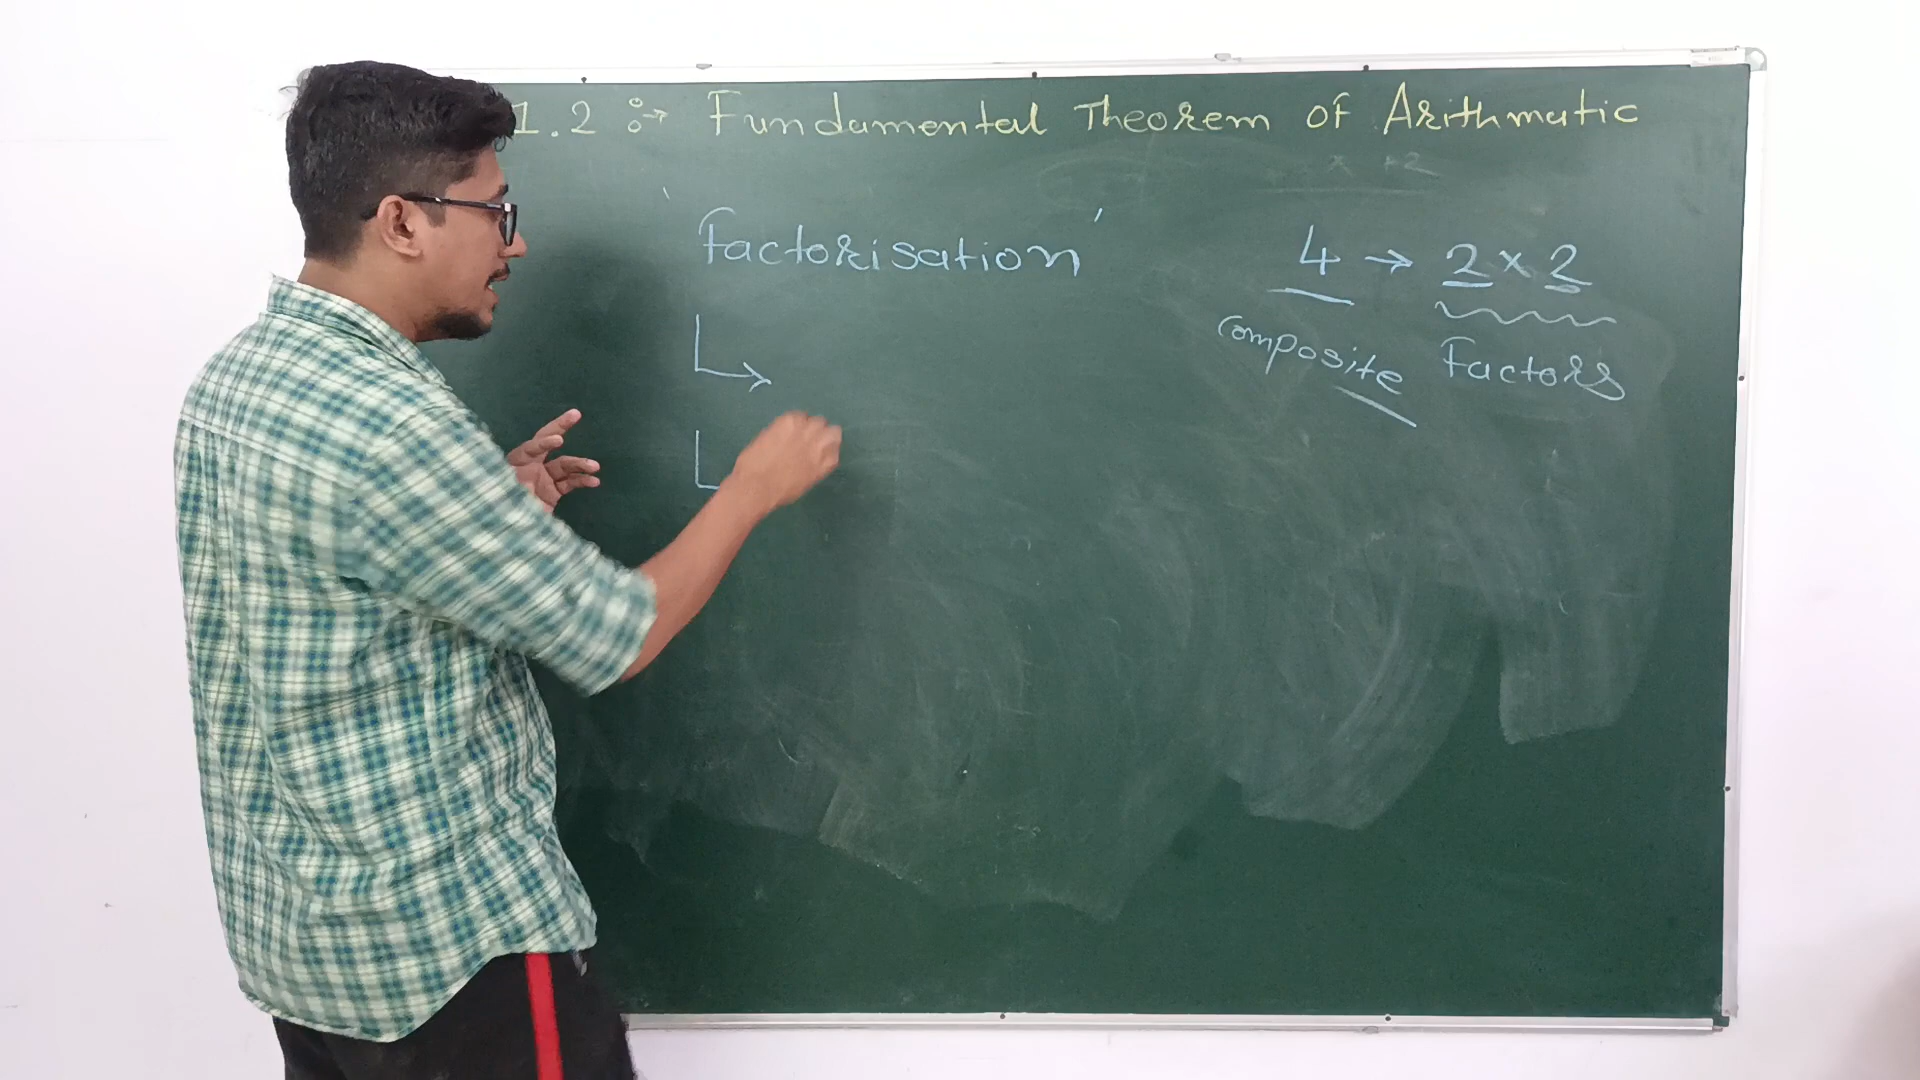 1.2 :→ Fundamental Theorem of Arithmatic
'Factorisation'
4 → 2 × 2
Composite Factors